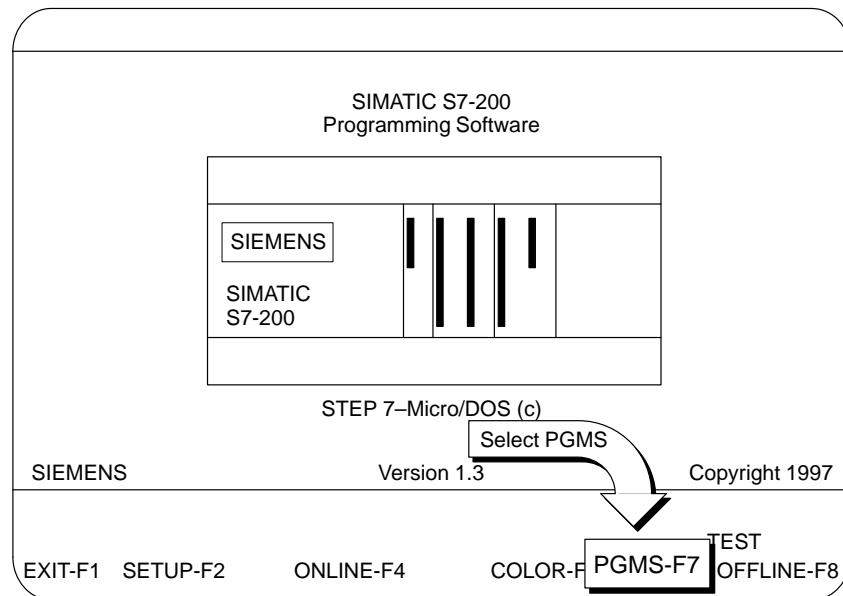 SIMATIC S7-200
Programming Software
SIEMENS
SIMATIC
S7-200
STEP 7–Micro/DOS (c)
Select PGMS
SIEMENS Version 1.3 Copyright 1997
TEST
EXIT-F1 SETUP-F2 ONLINE-F4 COLOR-F PGMS-F7 OFFLINE-F8